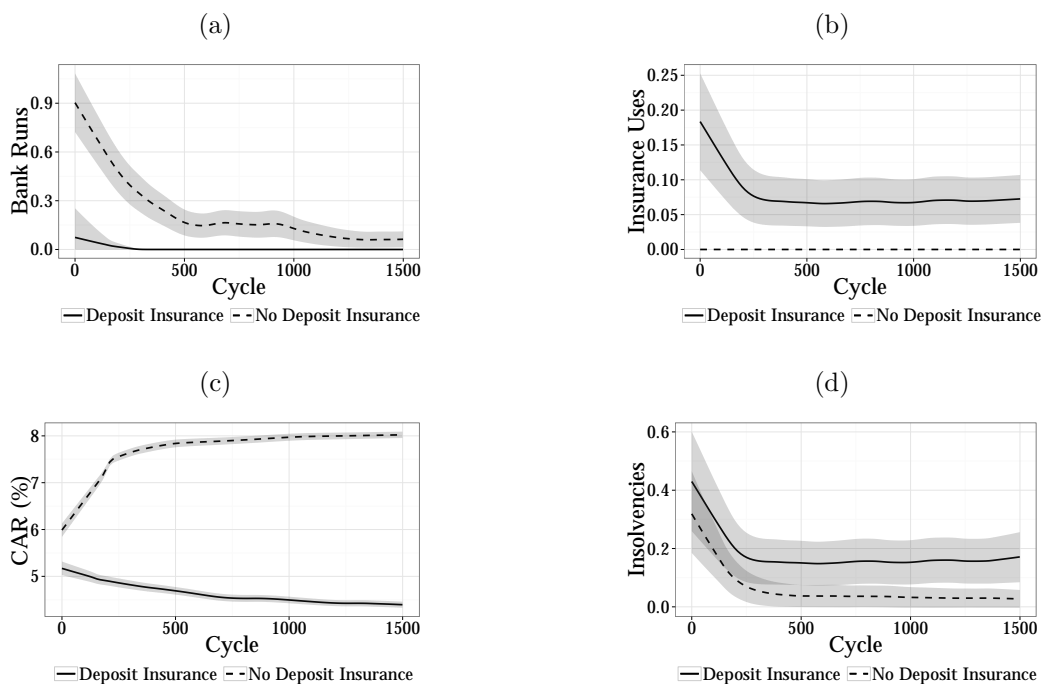 (a)
Bank Runs
0.9
0.6
0.3
0.0
0 500 1000 1500
Cycle
Deposit Insurance No Deposit Insurance
(b)
Insurance Uses
0.25
0.20
0.15
0.10
0.05
0.00
0 500 1000 1500
Cycle
Deposit Insurance No Deposit Insurance
(c)
CAR (%)
8
7
6
5
0 500 1000 1500
Cycle
Deposit Insurance No Deposit Insurance
(d)
Insolvencies
0.6
0.4
0.2
0.0
0 500 1000 1500
Cycle
Deposit Insurance No Deposit Insurance